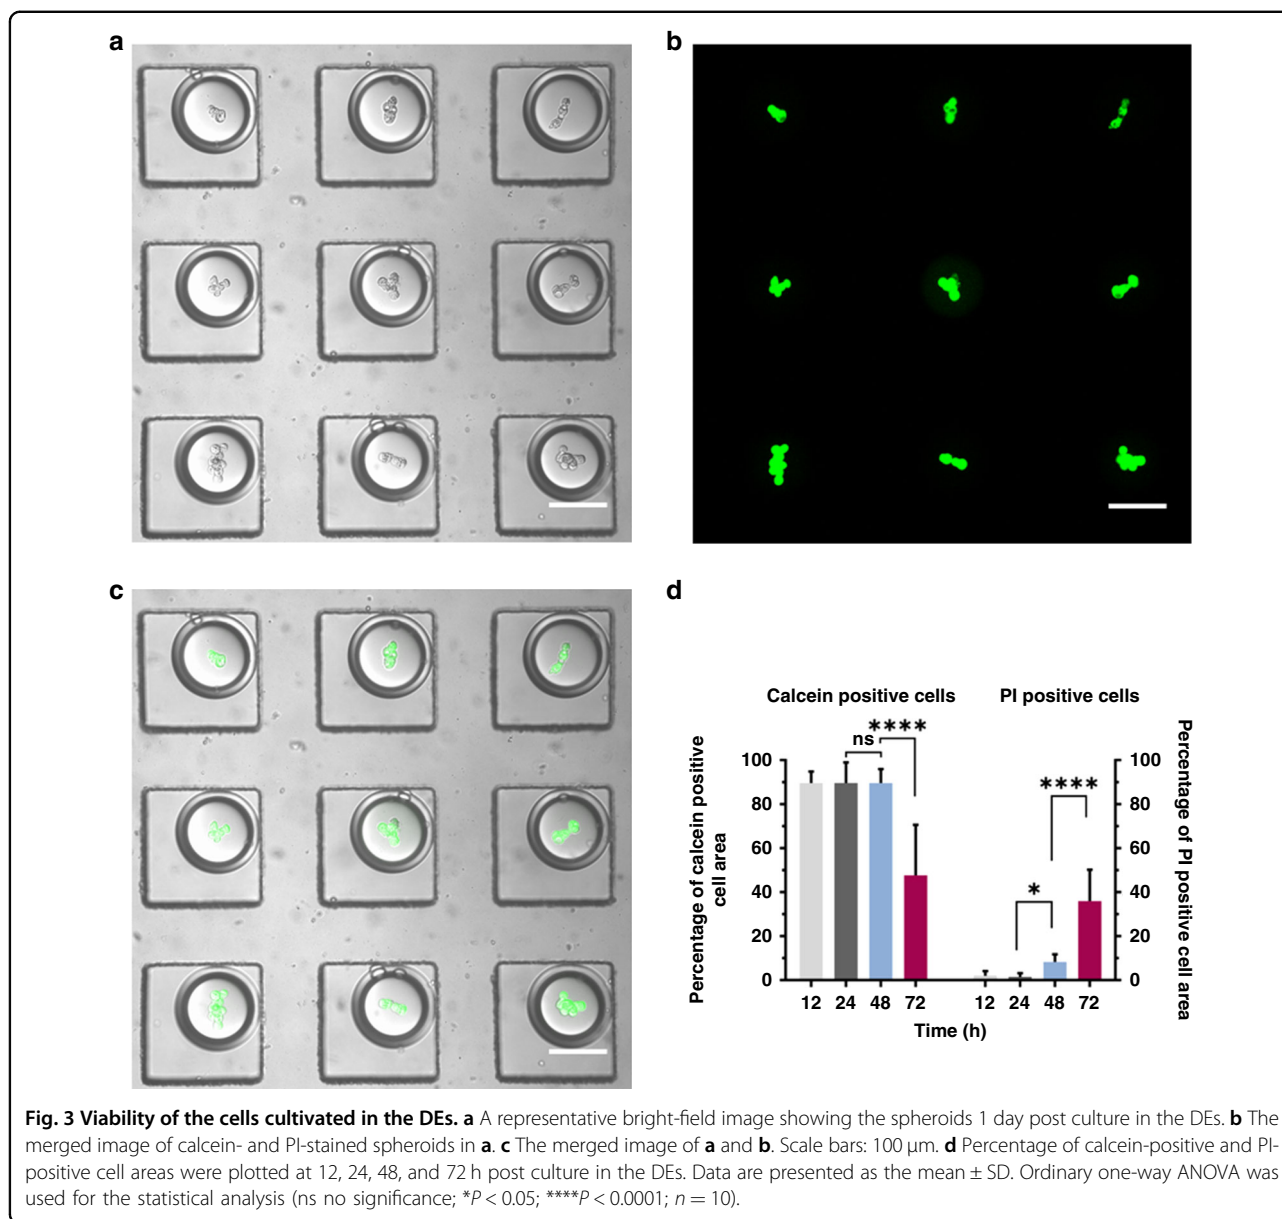 a
b
c
d
Calcein positive cells
PI positive cells
****
ns
****
*
Percentage of calcein positive
cell area
100
80
60
40
20
0
100
80
60
40
20
0
Percentage of PI positive cell area
12 24 48 72
12 24 48 72
Time (h)
Fig. 3 Viability of the cells cultivated in the DEs. a A representative bright-field image showing the spheroids 1 day post culture in the DEs. b The
merged image of calcein- and PI-stained spheroids in a. c The merged image of a and b. Scale bars: 100 μm. d Percentage of calcein-positive and PI-
positive cell areas were plotted at 12, 24, 48, and 72 h post culture in the DEs. Data are presented as the mean ± SD. Ordinary one-way ANOVA was
used for the statistical analysis (ns no significance; *P < 0.05; ****P < 0.0001; n = 10).